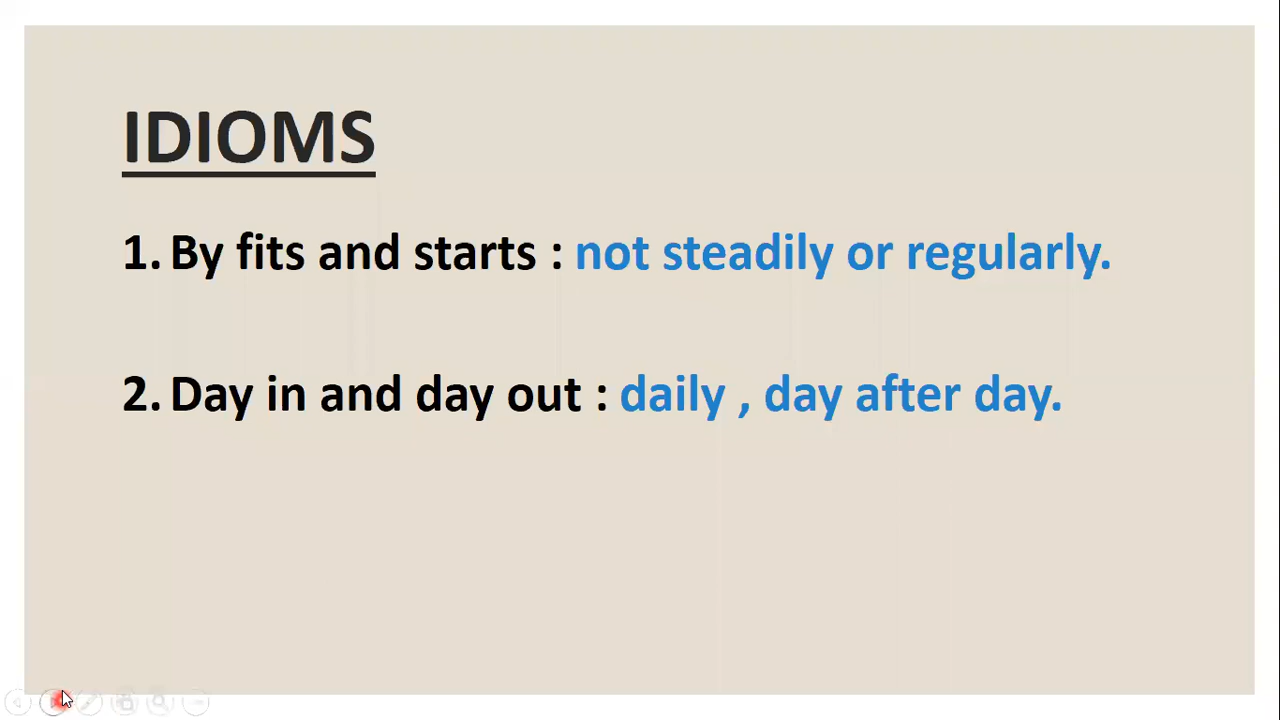 IDIOMS
1. By fits and starts : not steadily or regularly.
2. Day in and day out : daily , day after day.